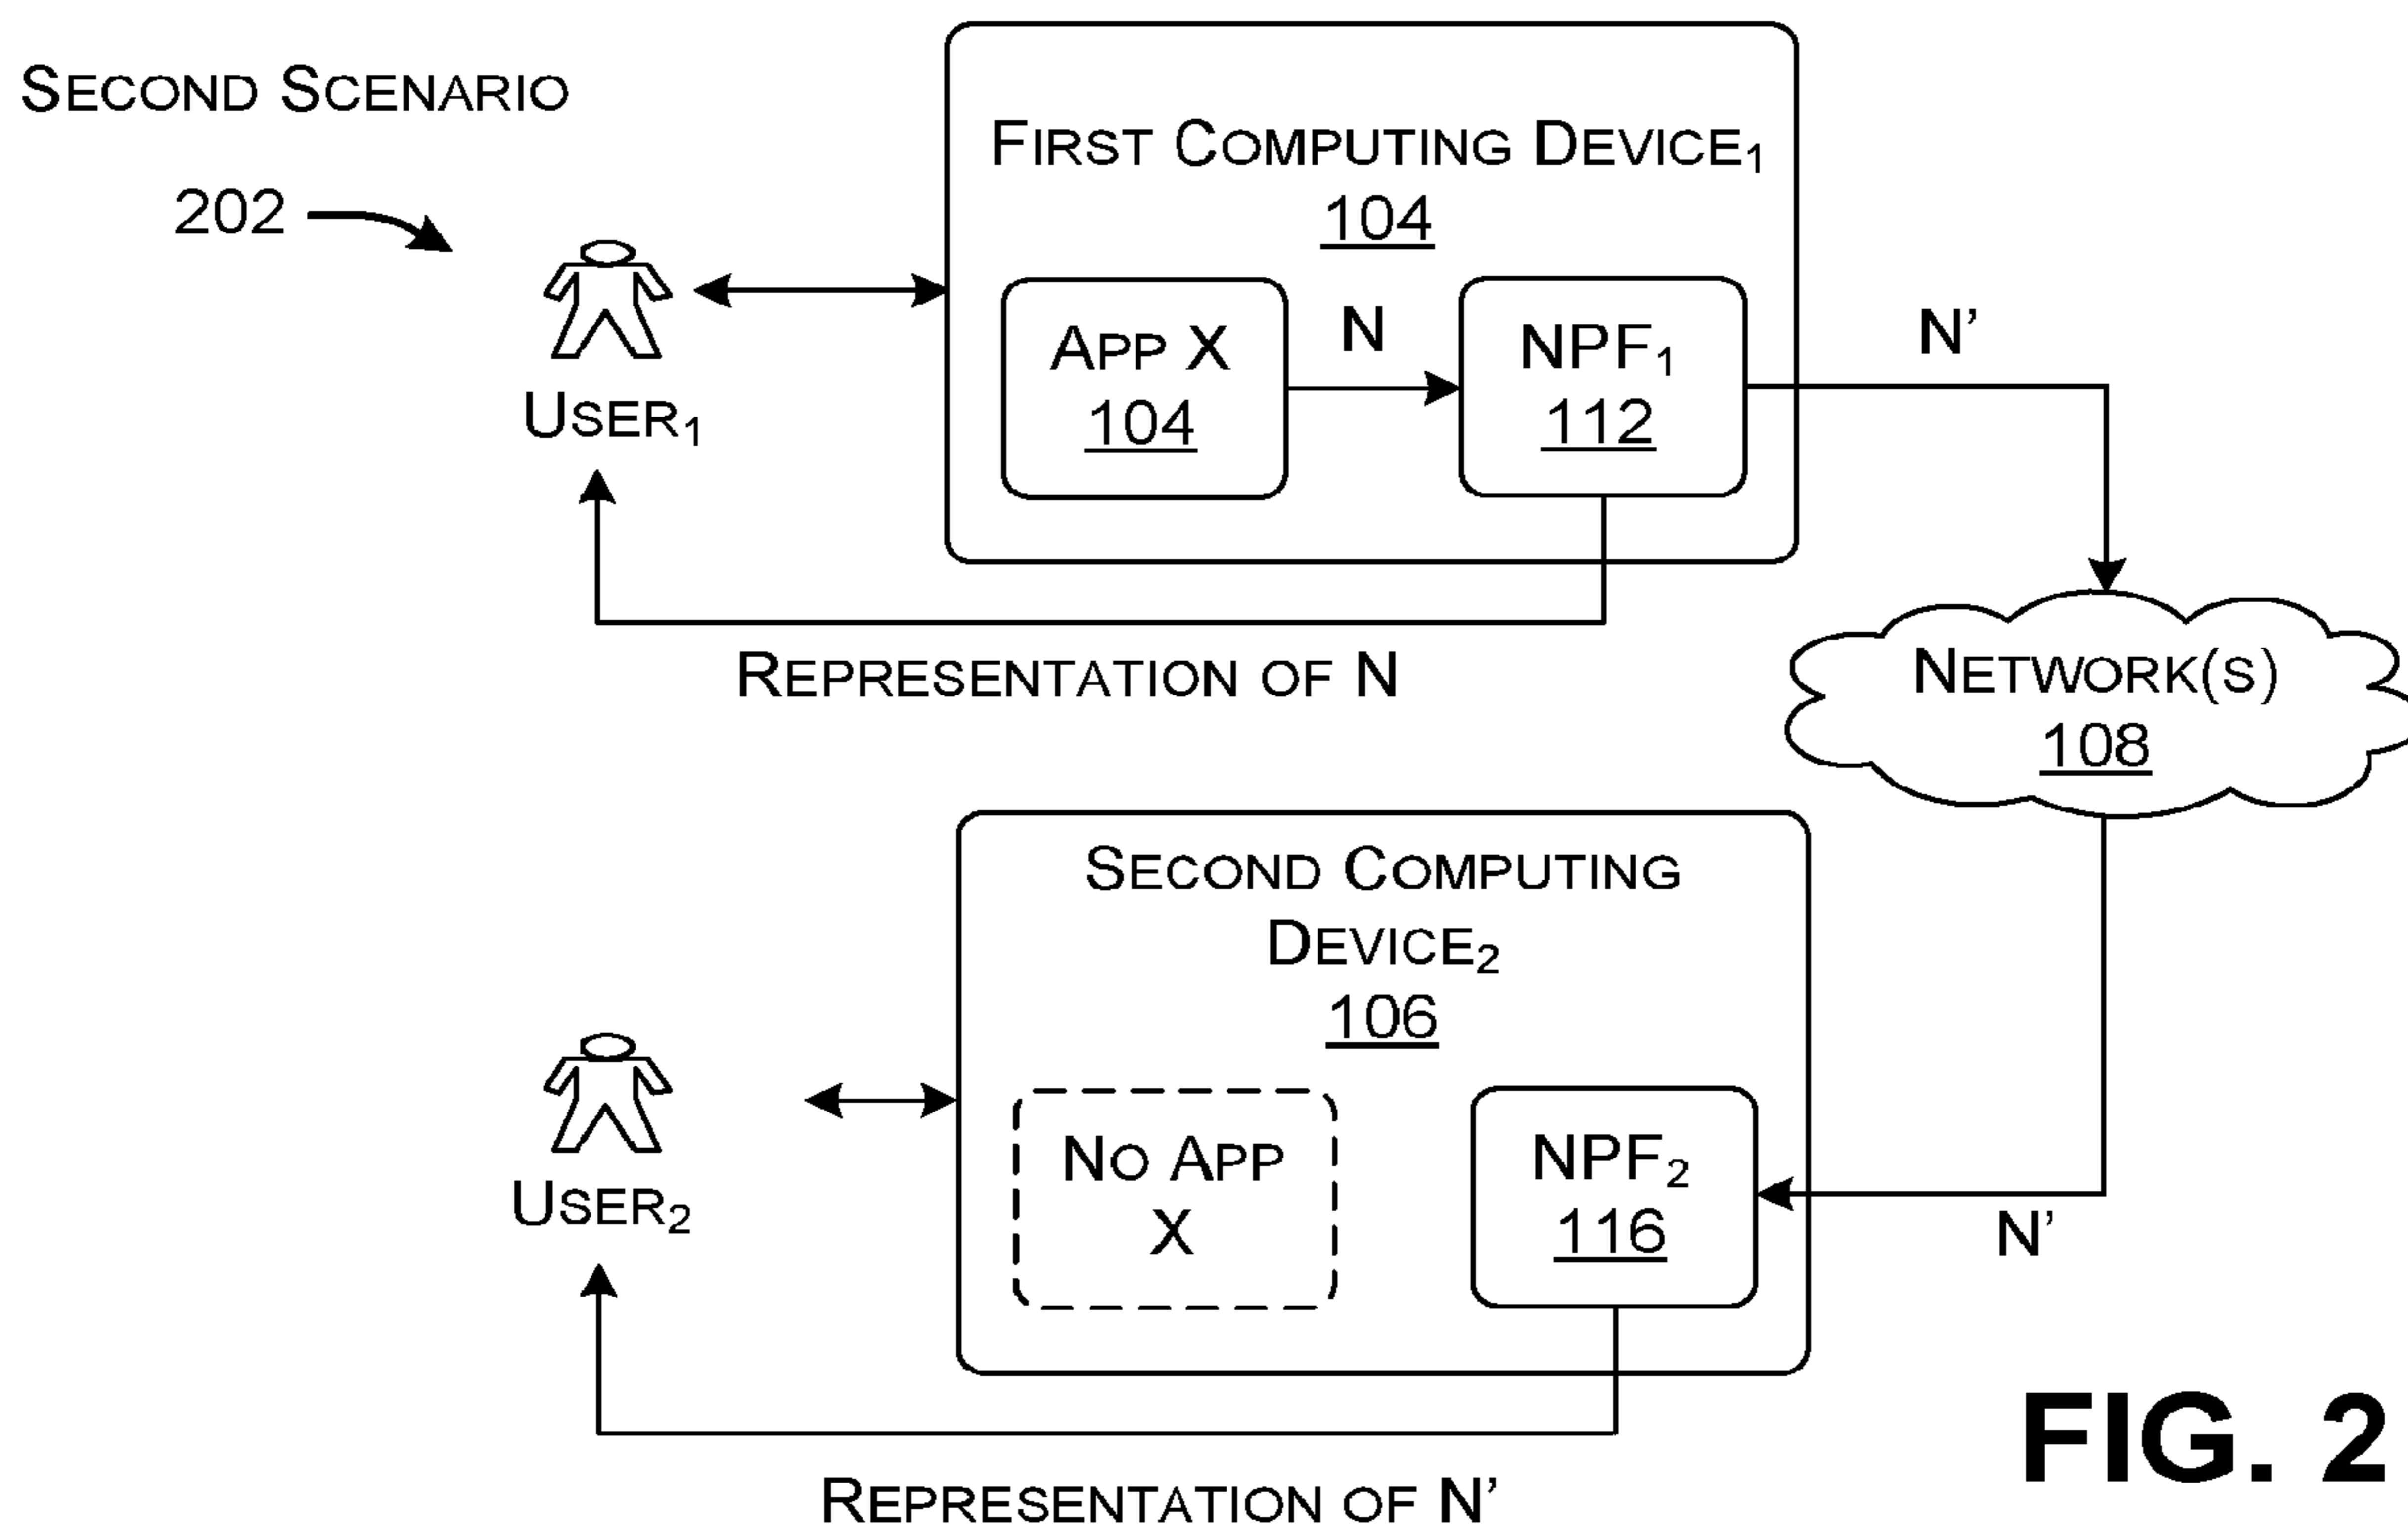 SECOND SCENARIO
202
FIRST COMPUTING DEVICE₁
104
APP X
104
N
NPF₁
112
N’
USER₁
REPRESENTATION OF N
NETWORK(S)
108
SECOND COMPUTING
DEVICE₂
106
NO APP
X
NPF₂
116
N’
USER₂
REPRESENTATION OF N’
FIG. 2